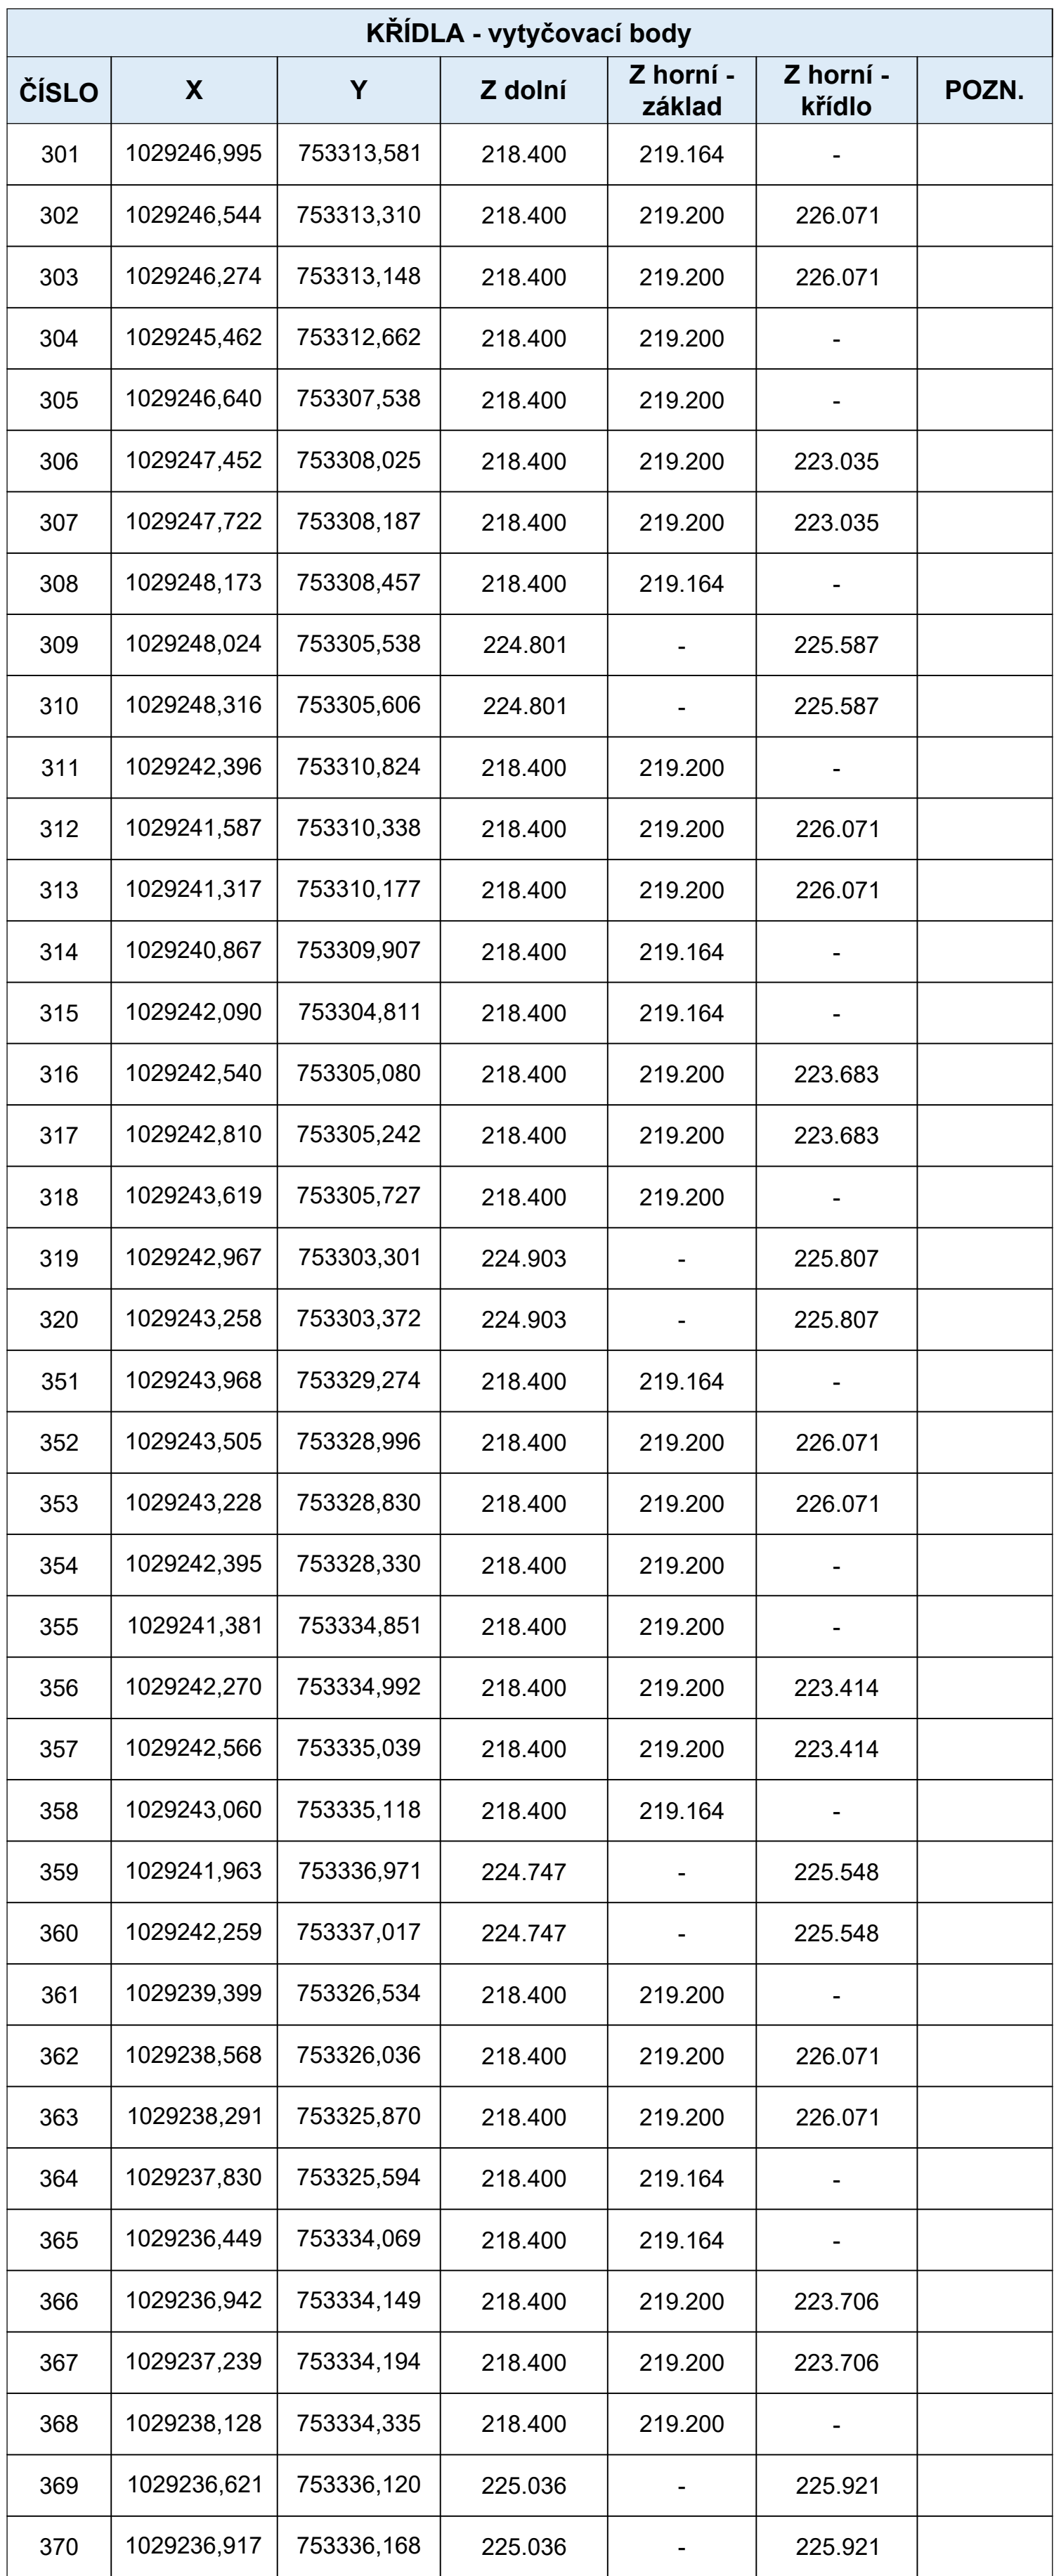 KŘÍDLA - vytyčovací body
ČÍSLO X Y Z dolní Z horní - základ Z horní - křídlo POZN.
301 1029246,995 753313,581 218.400 219.164 -
302 1029246,544 753313,310 218.400 219.200 226.071
303 1029246,274 753313,148 218.400 219.200 226.071
304 1029245,462 753312,662 218.400 219.200 -
305 1029246,640 753307,538 218.400 219.200 -
306 1029247,452 753308,025 218.400 219.200 223.035
307 1029247,722 753308,187 218.400 219.200 223.035
308 1029248,173 753308,457 218.400 219.164 -
309 1029248,024 753305,538 224.801 - 225.587
310 1029248,316 753305,606 224.801 - 225.587
311 1029242,396 753310,824 218.400 219.200 -
312 1029241,587 753310,338 218.400 219.200 226.071
313 1029241,317 753310,177 218.400 219.200 226.071
314 1029240,867 753309,907 218.400 219.164 -
315 1029242,090 753304,811 218.400 219.164 -
316 1029242,540 753305,080 218.400 219.200 223.683
317 1029242,810 753305,242 218.400 219.200 223.683
318 1029243,619 753305,727 218.400 219.200 -
319 1029242,967 753303,301 224.903 - 225.807
320 1029243,258 753303,372 224.903 - 225.807
351 1029243,968 753329,274 218.400 219.164 -
352 1029243,505 753328,996 218.400 219.200 226.071
353 1029243,228 753328,830 218.400 219.200 226.071
354 1029242,395 753328,330 218.400 219.200 -
355 1029241,381 753334,851 218.400 219.200 -
356 1029242,270 753334,992 218.400 219.200 223.414
357 1029242,566 753335,039 218.400 219.200 223.414
358 1029243,060 753335,118 218.400 219.164 -
359 1029241,963 753336,971 224.747 - 225.548
360 1029242,259 753337,017 224.747 - 225.548
361 1029239,399 753326,534 218.400 219.200 -
362 1029238,568 753326,036 218.400 219.200 226.071
363 1029238,291 753325,870 218.400 219.200 226.071
364 1029237,830 753325,594 218.400 219.164 -
365 1029236,449 753334,069 218.400 219.164 -
366 1029236,942 753334,149 218.400 219.200 223.706
367 1029237,239 753334,194 218.400 219.200 223.706
368 1029238,128 753334,335 218.400 219.200 -
369 1029236,621 753336,120 225.036 - 225.921
370 1029236,917 753336,168 225.036 - 225.921